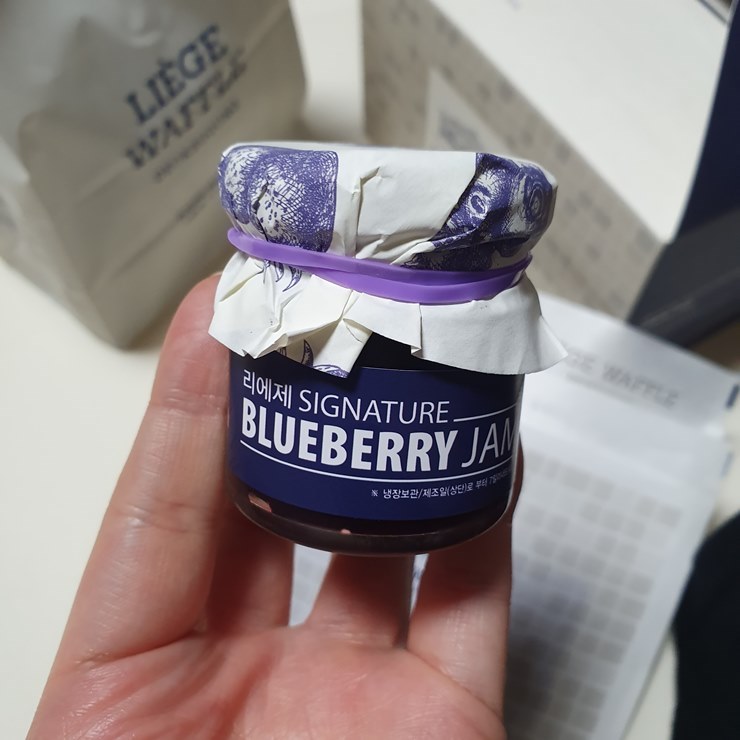 LIÈGE
WAFFLE
리에제 SIGNATURE
BLUEBERRY JAM
※ 냉장보관/제조일(상단)로 부터
WAFFLE